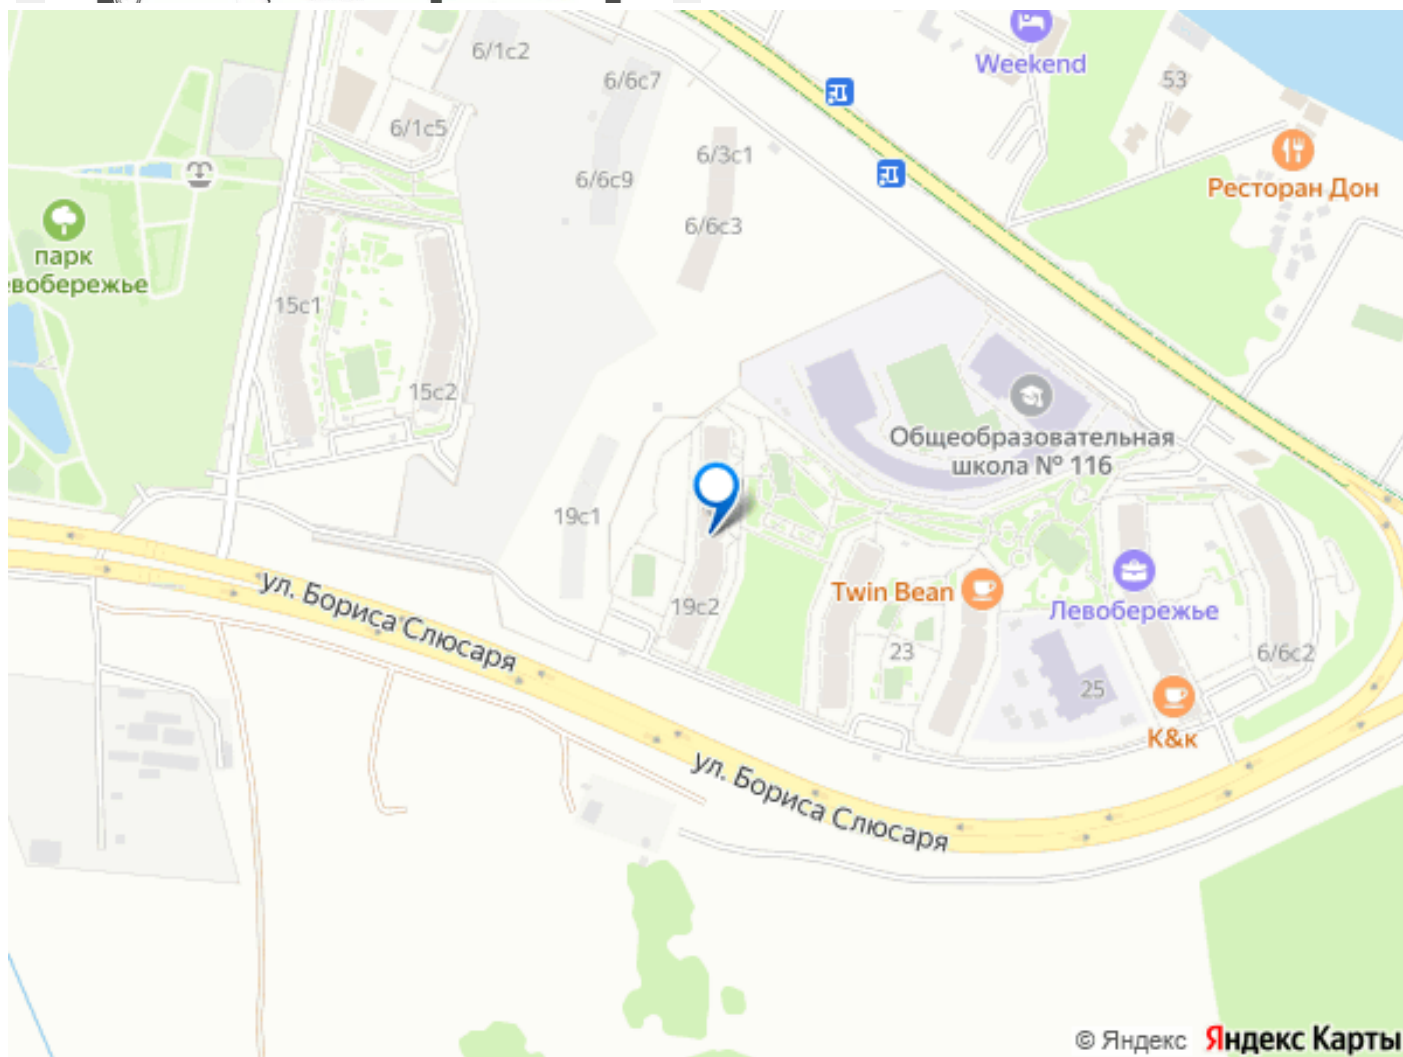 6/1с2
Weekend
6/6с7
53
6/1с5
6/3с1
6/6с9
Ресторан Дон
6/6с3
парк
евобережье
15с1
15с2
Общеобразовательная
школа № 116
19с1
ул. Бориса Слюсаря
19с2
Twin Bean
Левобережье
23
6/6с2
25
К&к
ул. Бориса Слюсаря
© Яндекс Яндекс Карты